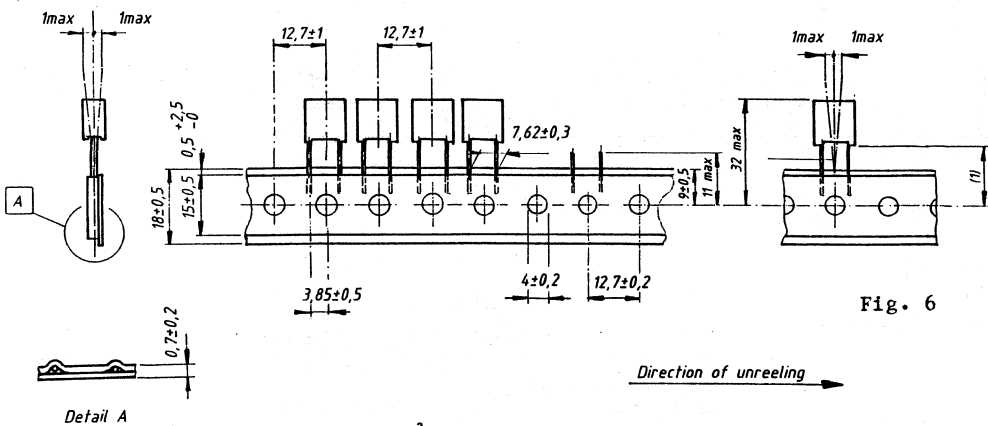 1max 1max
12,7±1 12,7±1
1max 1max
0,5 +2,5 -0
7,62±0,3
32 max
11 max
9±0,5
(1)
18±0,5
15±0,5
A
3,85±0,5
4±0,2
12,7±0,2
Fig. 6
0,7±0,2
Direction of unreeling
Detail A